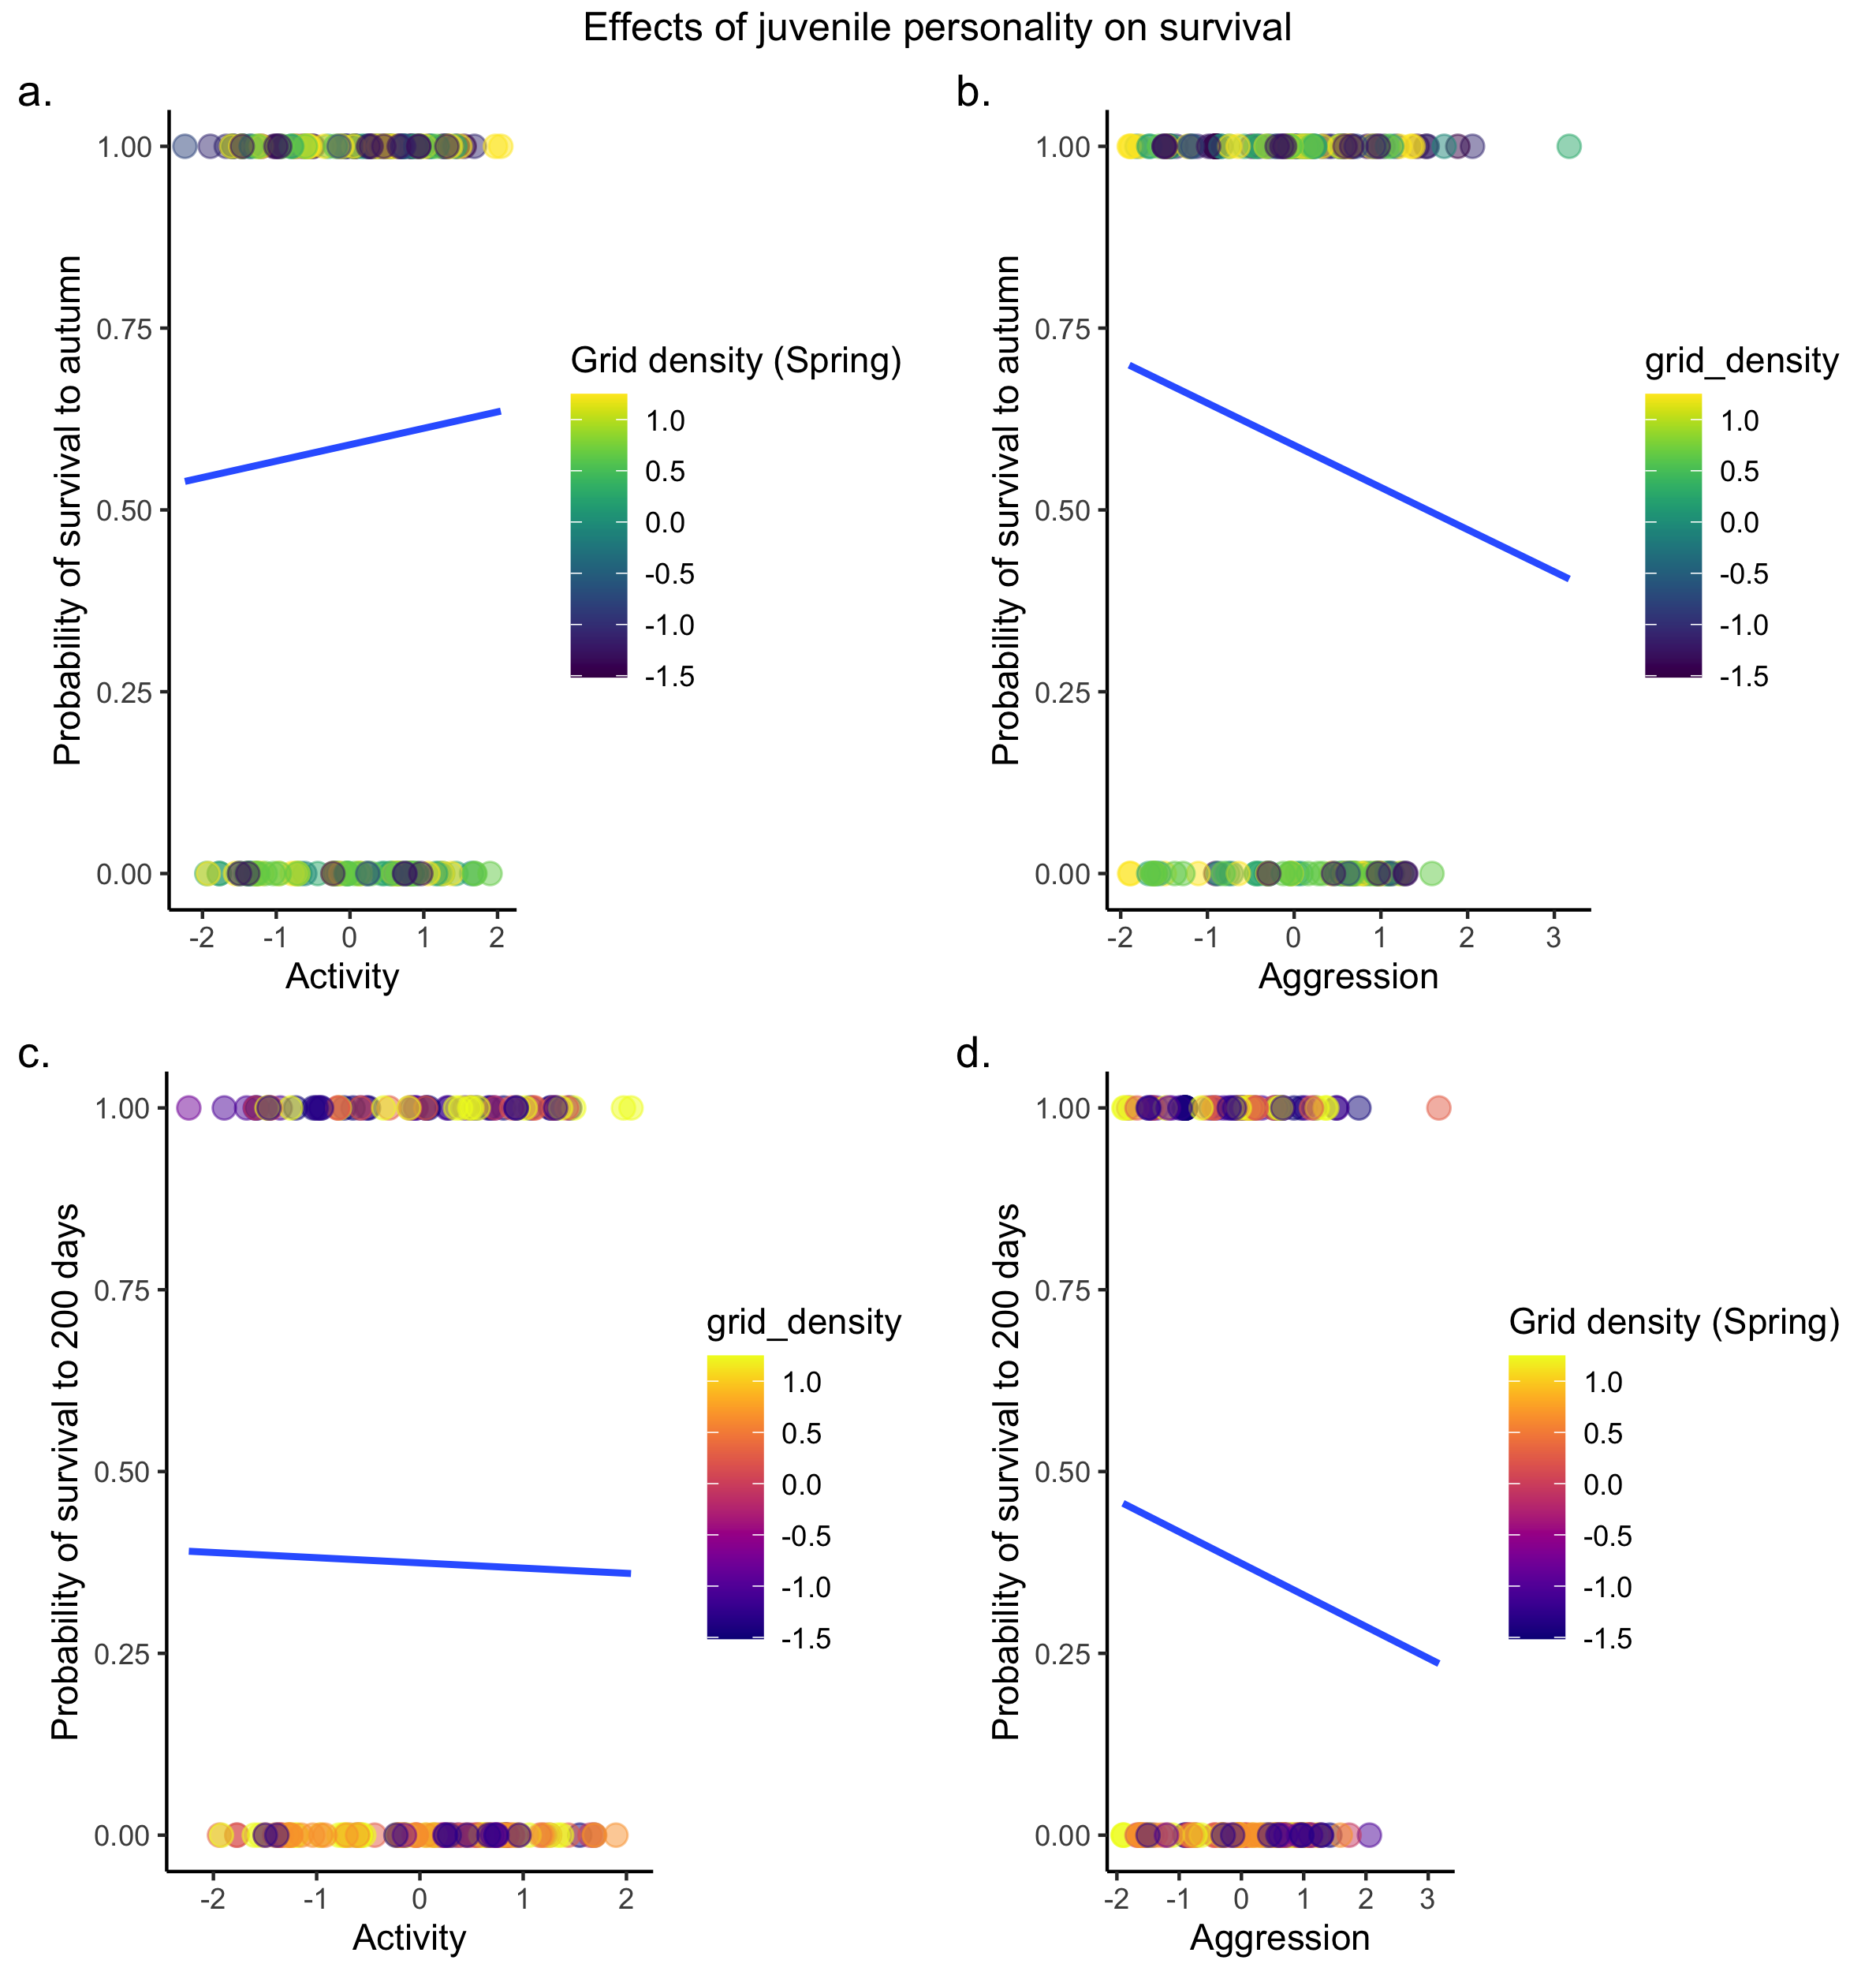 Effects of juvenile personality on survival
a.
Probability of survival to autumn
1.00
0.75
0.50
0.25
0.00
-2 -1 0 1 2
Activity
Grid density (Spring)
1.0
0.5
0.0
-0.5
-1.0
-1.5
b.
Probability of survival to autumn
1.00
0.75
0.50
0.25
0.00
-2 -1 0 1 2 3
Aggression
grid_density
1.0
0.5
0.0
-0.5
-1.0
-1.5
c.
Probability of survival to 200 days
1.00
0.75
0.50
0.25
0.00
-2 -1 0 1 2
Activity
grid_density
1.0
0.5
0.0
-0.5
-1.0
-1.5
d.
Probability of survival to 200 days
1.00
0.75
0.50
0.25
0.00
-2 -1 0 1 2 3
Aggression
Grid density (Spring)
1.0
0.5
0.0
-0.5
-1.0
-1.5